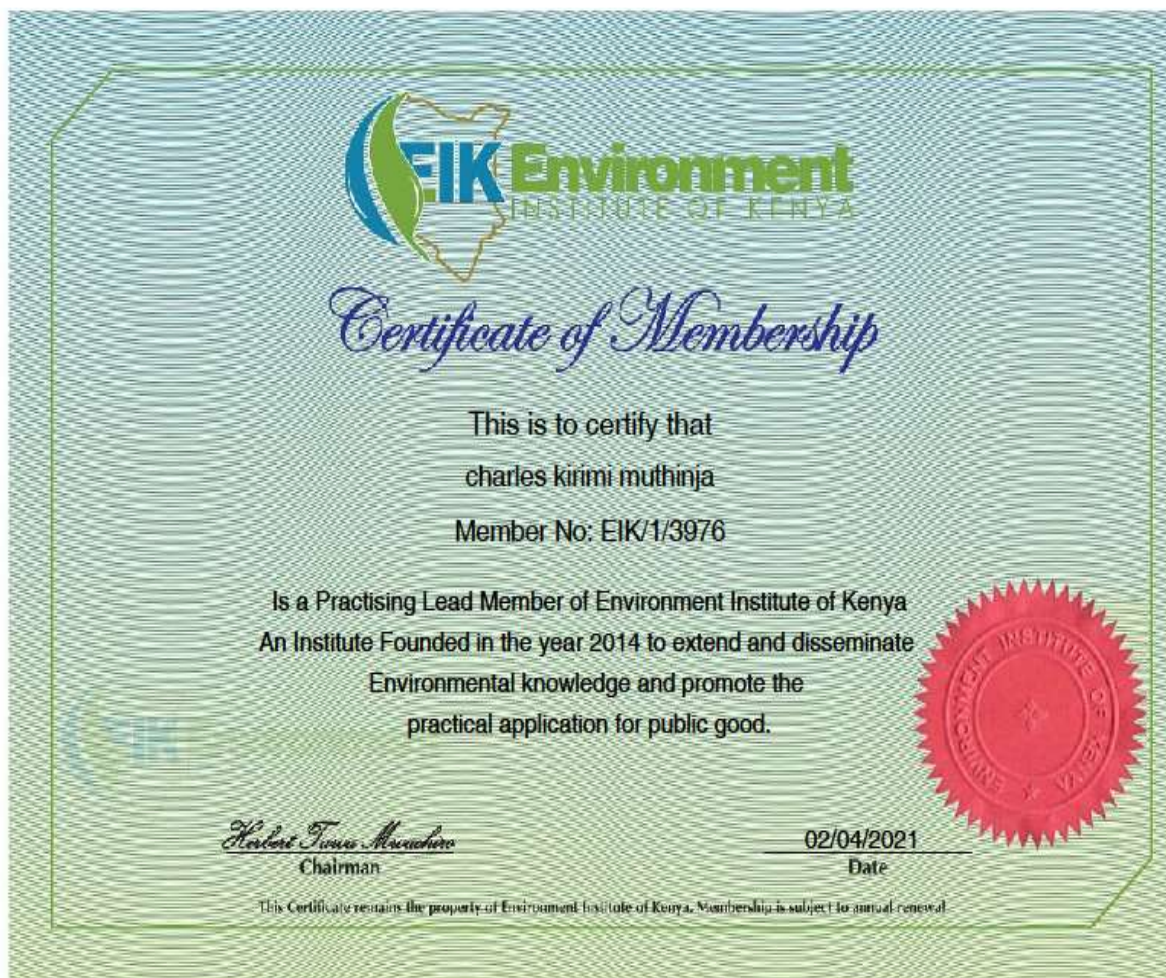 EIK Environment
INSTITUTE OF KENYA
Certificate of Membership
This is to certify that
charles kirimi muthinja
Member No: EIK/1/3976
Is a Practising Lead Member of Environment Institute of Kenya
An Institute Founded in the year 2014 to extend and disseminate
Environmental knowledge and promote the
practical application for public good.
ENVIRONMENT INSTITUTE OF KENYA
EIK
Herbert Tuwa Mwachiro 02/04/2021
Chairman Date
This Certificate remains the property of Environment Institute of Kenya. Membership is subject to annual renewal